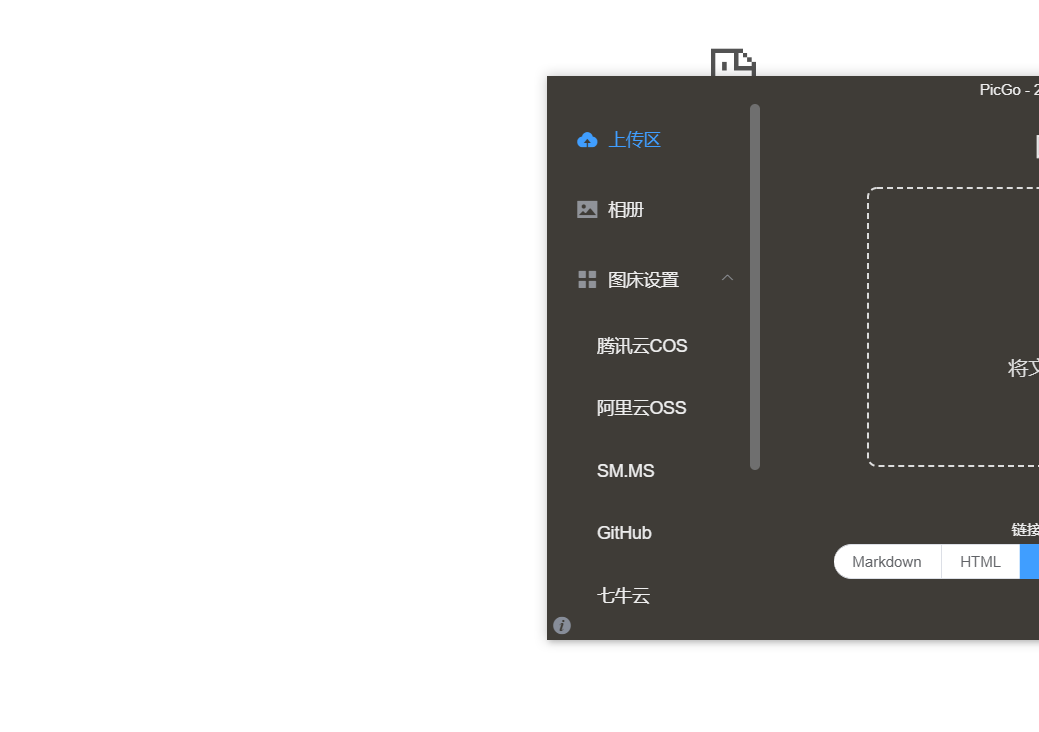 PicGo - 2
上传区
相册
图床设置
腾讯云COS
阿里云OSS
SM.MS
GitHub
七牛云
将文
链接
Markdown
HTML